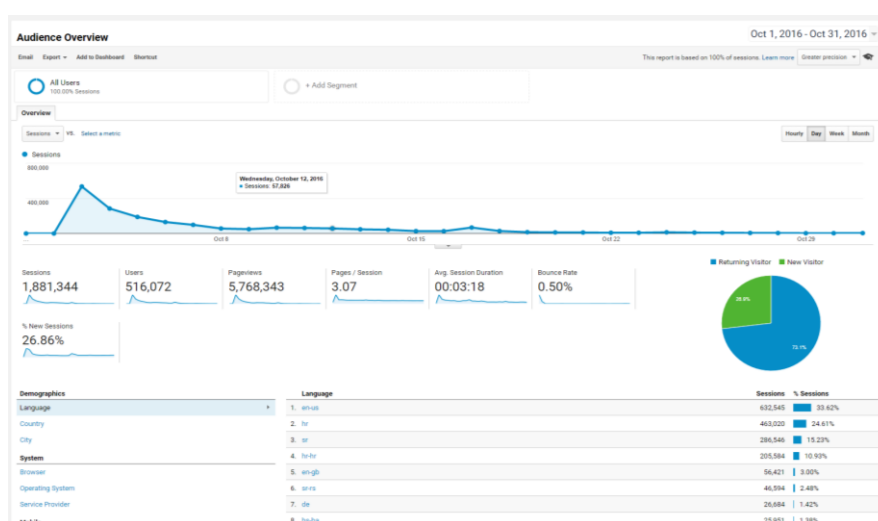 Audience Overview
Oct 1, 2016 - Oct 31, 2016
Email Export Add to Dashboard Shortcut
This report is based on 100% of sessions. Learn more Greater precision
All Users
100.00% Sessions
+ Add Segment
Overview
Sessions VS. Select a metric
Hourly Day Week Month
Sessions
800,000
Wednesday, October 12, 2016
Sessions: 57,826
400,000
...
Oct 8 Oct 15 Oct 22 Oct 29
Returning Visitor New Visitor
Sessions
1,881,344
Users
516,072
Pageviews
5,768,343
Pages / Session
3.07
Avg. Session Duration
00:03:18
Bounce Rate
0.50%
73.1%
% New Sessions
26.86%
Demographics
Language
Country
City
System
Browser
Operating System
Service Provider
Language Sessions % Sessions
1. en-us 632,545 33.62%
2. hr 463,020 24.61%
3. sr 286,546 15.23%
4. hr-hr 205,584 10.93%
5. en-gb 56,421 3.00%
6. sr-rs 46,594 2.48%
7. de 26,684 1.42%